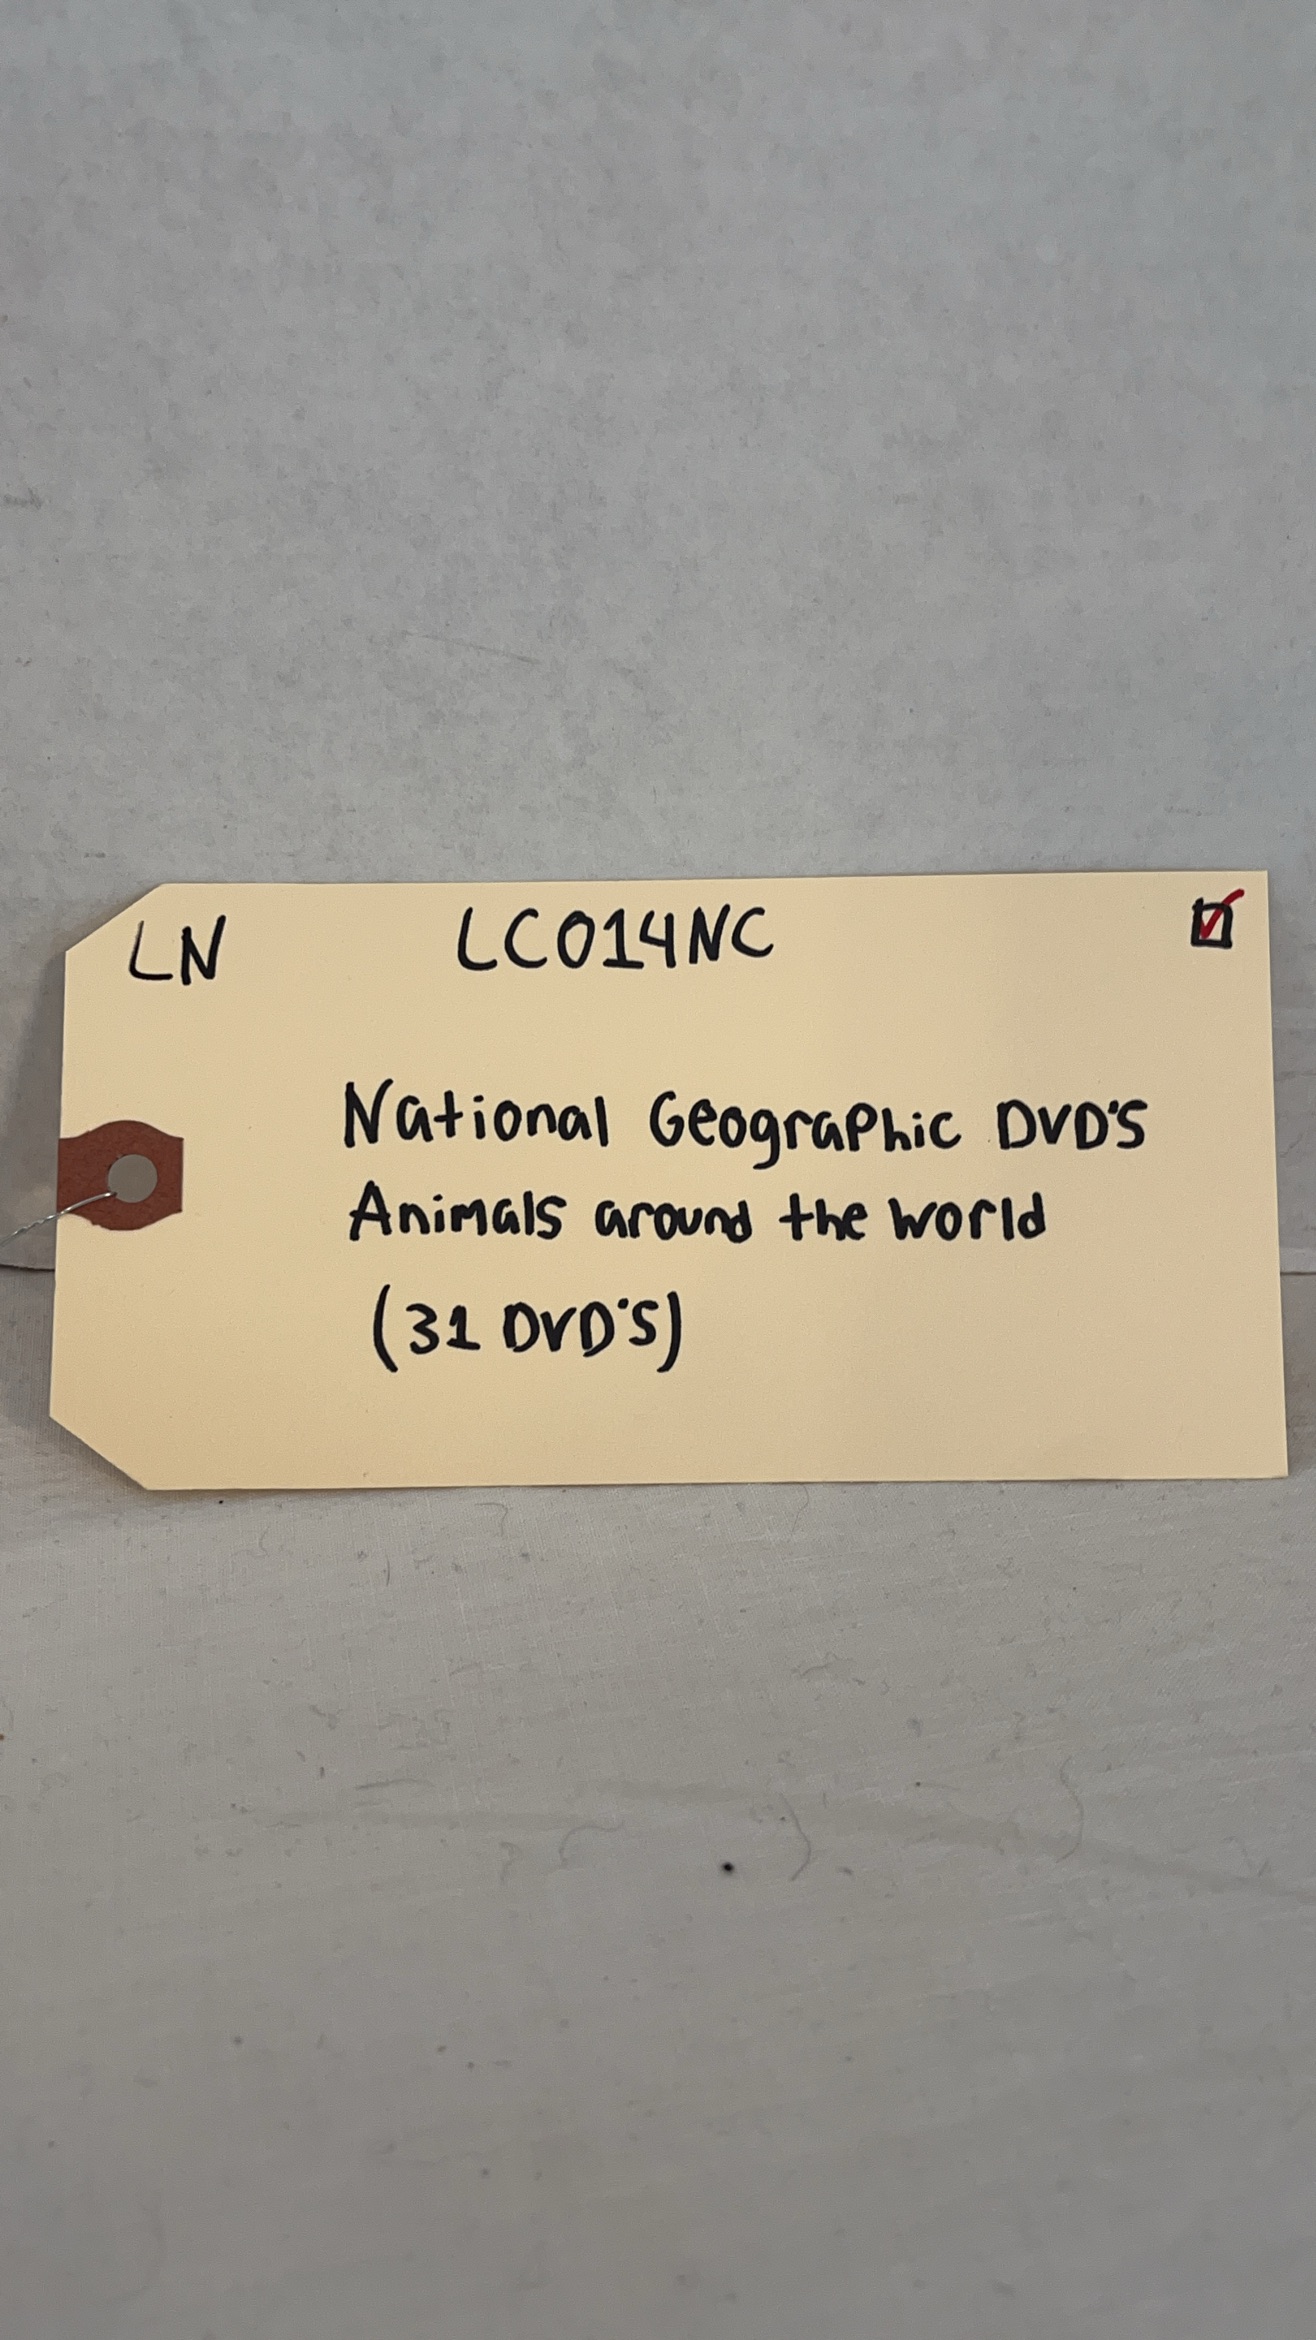 LN LC014NC
National Geographic DVD'S
Animals around the world
(31 DVD'S)